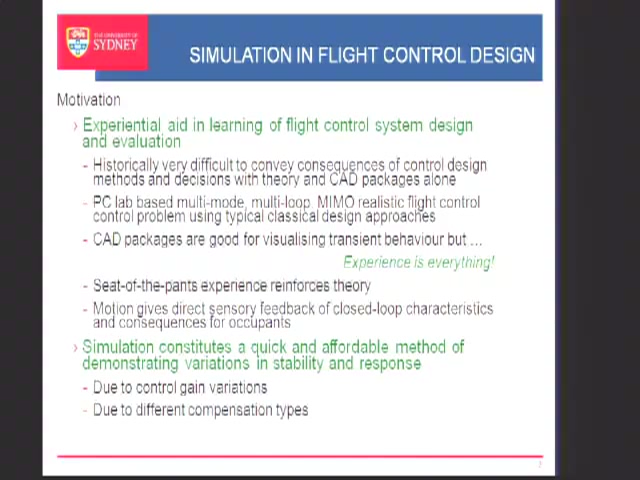 THE UNIVERSITY OF
SYDNEY
SIMULATION IN FLIGHT CONTROL DESIGN
Motivation
› Experiential aid in learning of flight control system design
and evaluation
- Historically very difficult to convey consequences of control design
methods and decisions with theory and CAD packages alone
- PC lab based multi-mode, multi-loop, MIMO realistic flight control
control problem using typical classical design approaches
- CAD packages are good for visualising transient behaviour but ...
Experience is everything!
- Seat-of-the-pants experience reinforces theory
- Motion gives direct sensory feedback of closed-loop characteristics
and consequences for occupants
› Simulation constitutes a quick and affordable method of
demonstrating variations in stability and response
- Due to control gain variations
- Due to different compensation types